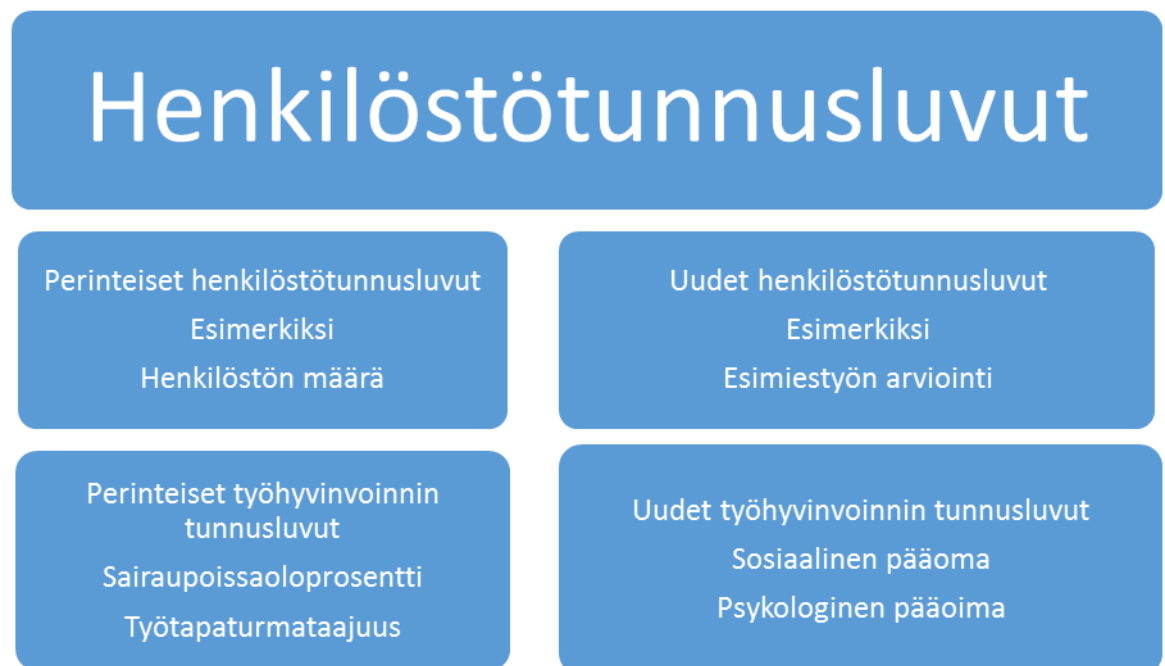 Henkilöstötunnusluvut
Perinteiset henkilöstötunnusluvut
Esimerkiksi
Henkilöstön määrä
Uudet henkilöstötunnusluvut
Esimerkiksi
Esimiestyön arviointi
Perinteiset työhyvinvoinnin
tunnusluvut
Sairaupoissaoloprosentti
Työtapaturmataajuus
Uudet työhyvinvoinnin tunnusluvut
Sosiaalinen pääoma
Psykologinen pääoima